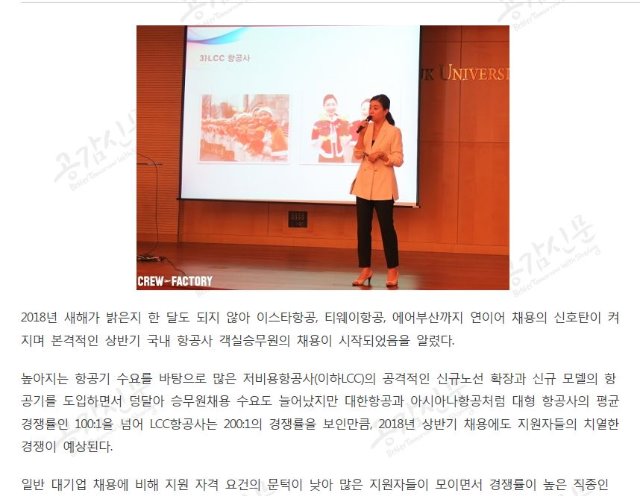 3)LCC 항공사
UK UNIVERSI
CREW-FACTORY
2018년 새해가 밝은지 한 달도 되지 않아 이스타항공, 티웨이항공, 에어부산까지 연이어 채용의 신호탄이 켜
지며 본격적인 상반기 국내 항공사 객실승무원의 채용이 시작되었음을 알렸다.
높아지는 항공기 수요를 바탕으로 많은 저비용항공사(이하LCC)의 공격적인 신규노선 확장과 신규 모델의 항
공기를 도입하면서 덩달아 승무원채용 수요도 늘어났지만 대한항공과 아시아나항공처럼 대형 항공사의 평균
경쟁률인 100:1을 넘어 LCC항공사는 200:1의 경쟁률을 보인만큼, 2018년 상반기 채용에도 지원자들의 치열한
경쟁이 예상된다.
일반 대기업 채용에 비해 지원 자격 요건의 문턱이 낮아 많은 지원자들이 모이면서 경쟁률이 높은 직종인
공감신문